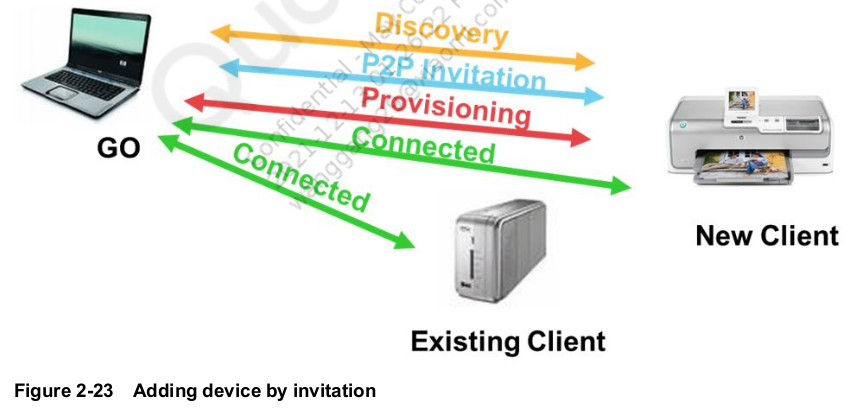 Discovery
P2P Invitation
Provisioning
Connected
Connected
GO
New Client
Existing Client
Figure 2-23 Adding device by invitation